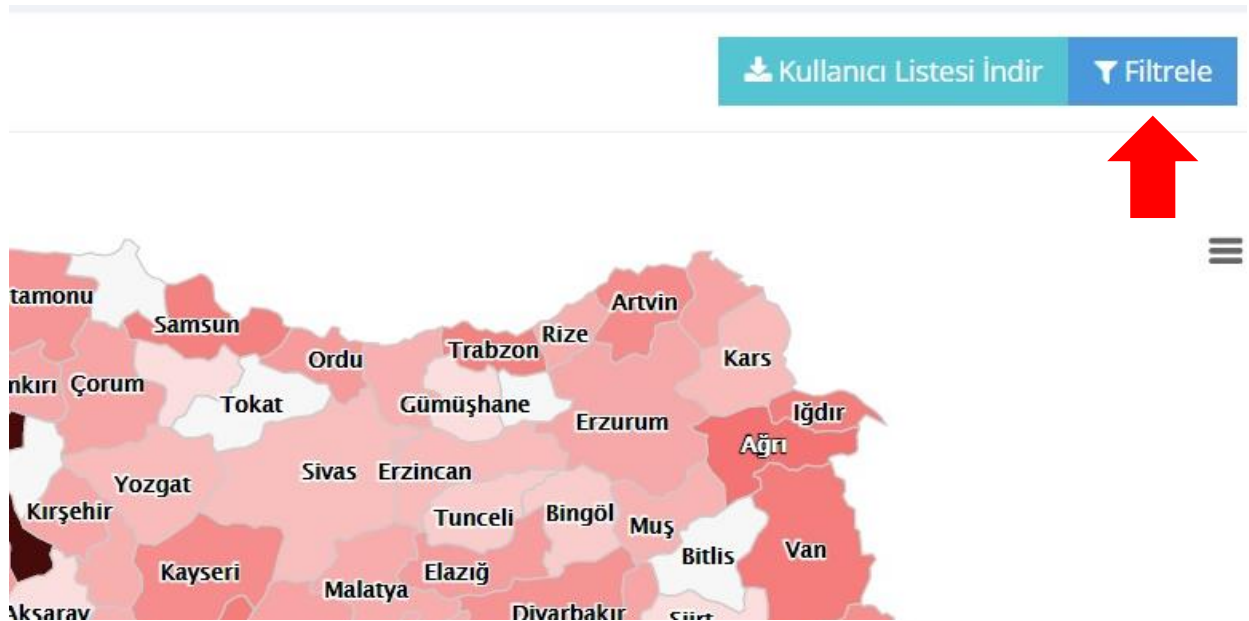 Kullanıcı Listesi İndir
Filtrele
tamonu
Samsun
Artvin
Rize
Trabzon
Ordu
Kars
nkırı
Çorum
Tokat
Gümüşhane
Erzurum
Iğdır
Ağrı
Sivas
Erzincan
Yozgat
Kırşehir
Tunceli
Bingöl
Muş
Bitlis
Van
Kayseri
Malatya
Elazığ
Aksaray
Diyarbakır
Siirt